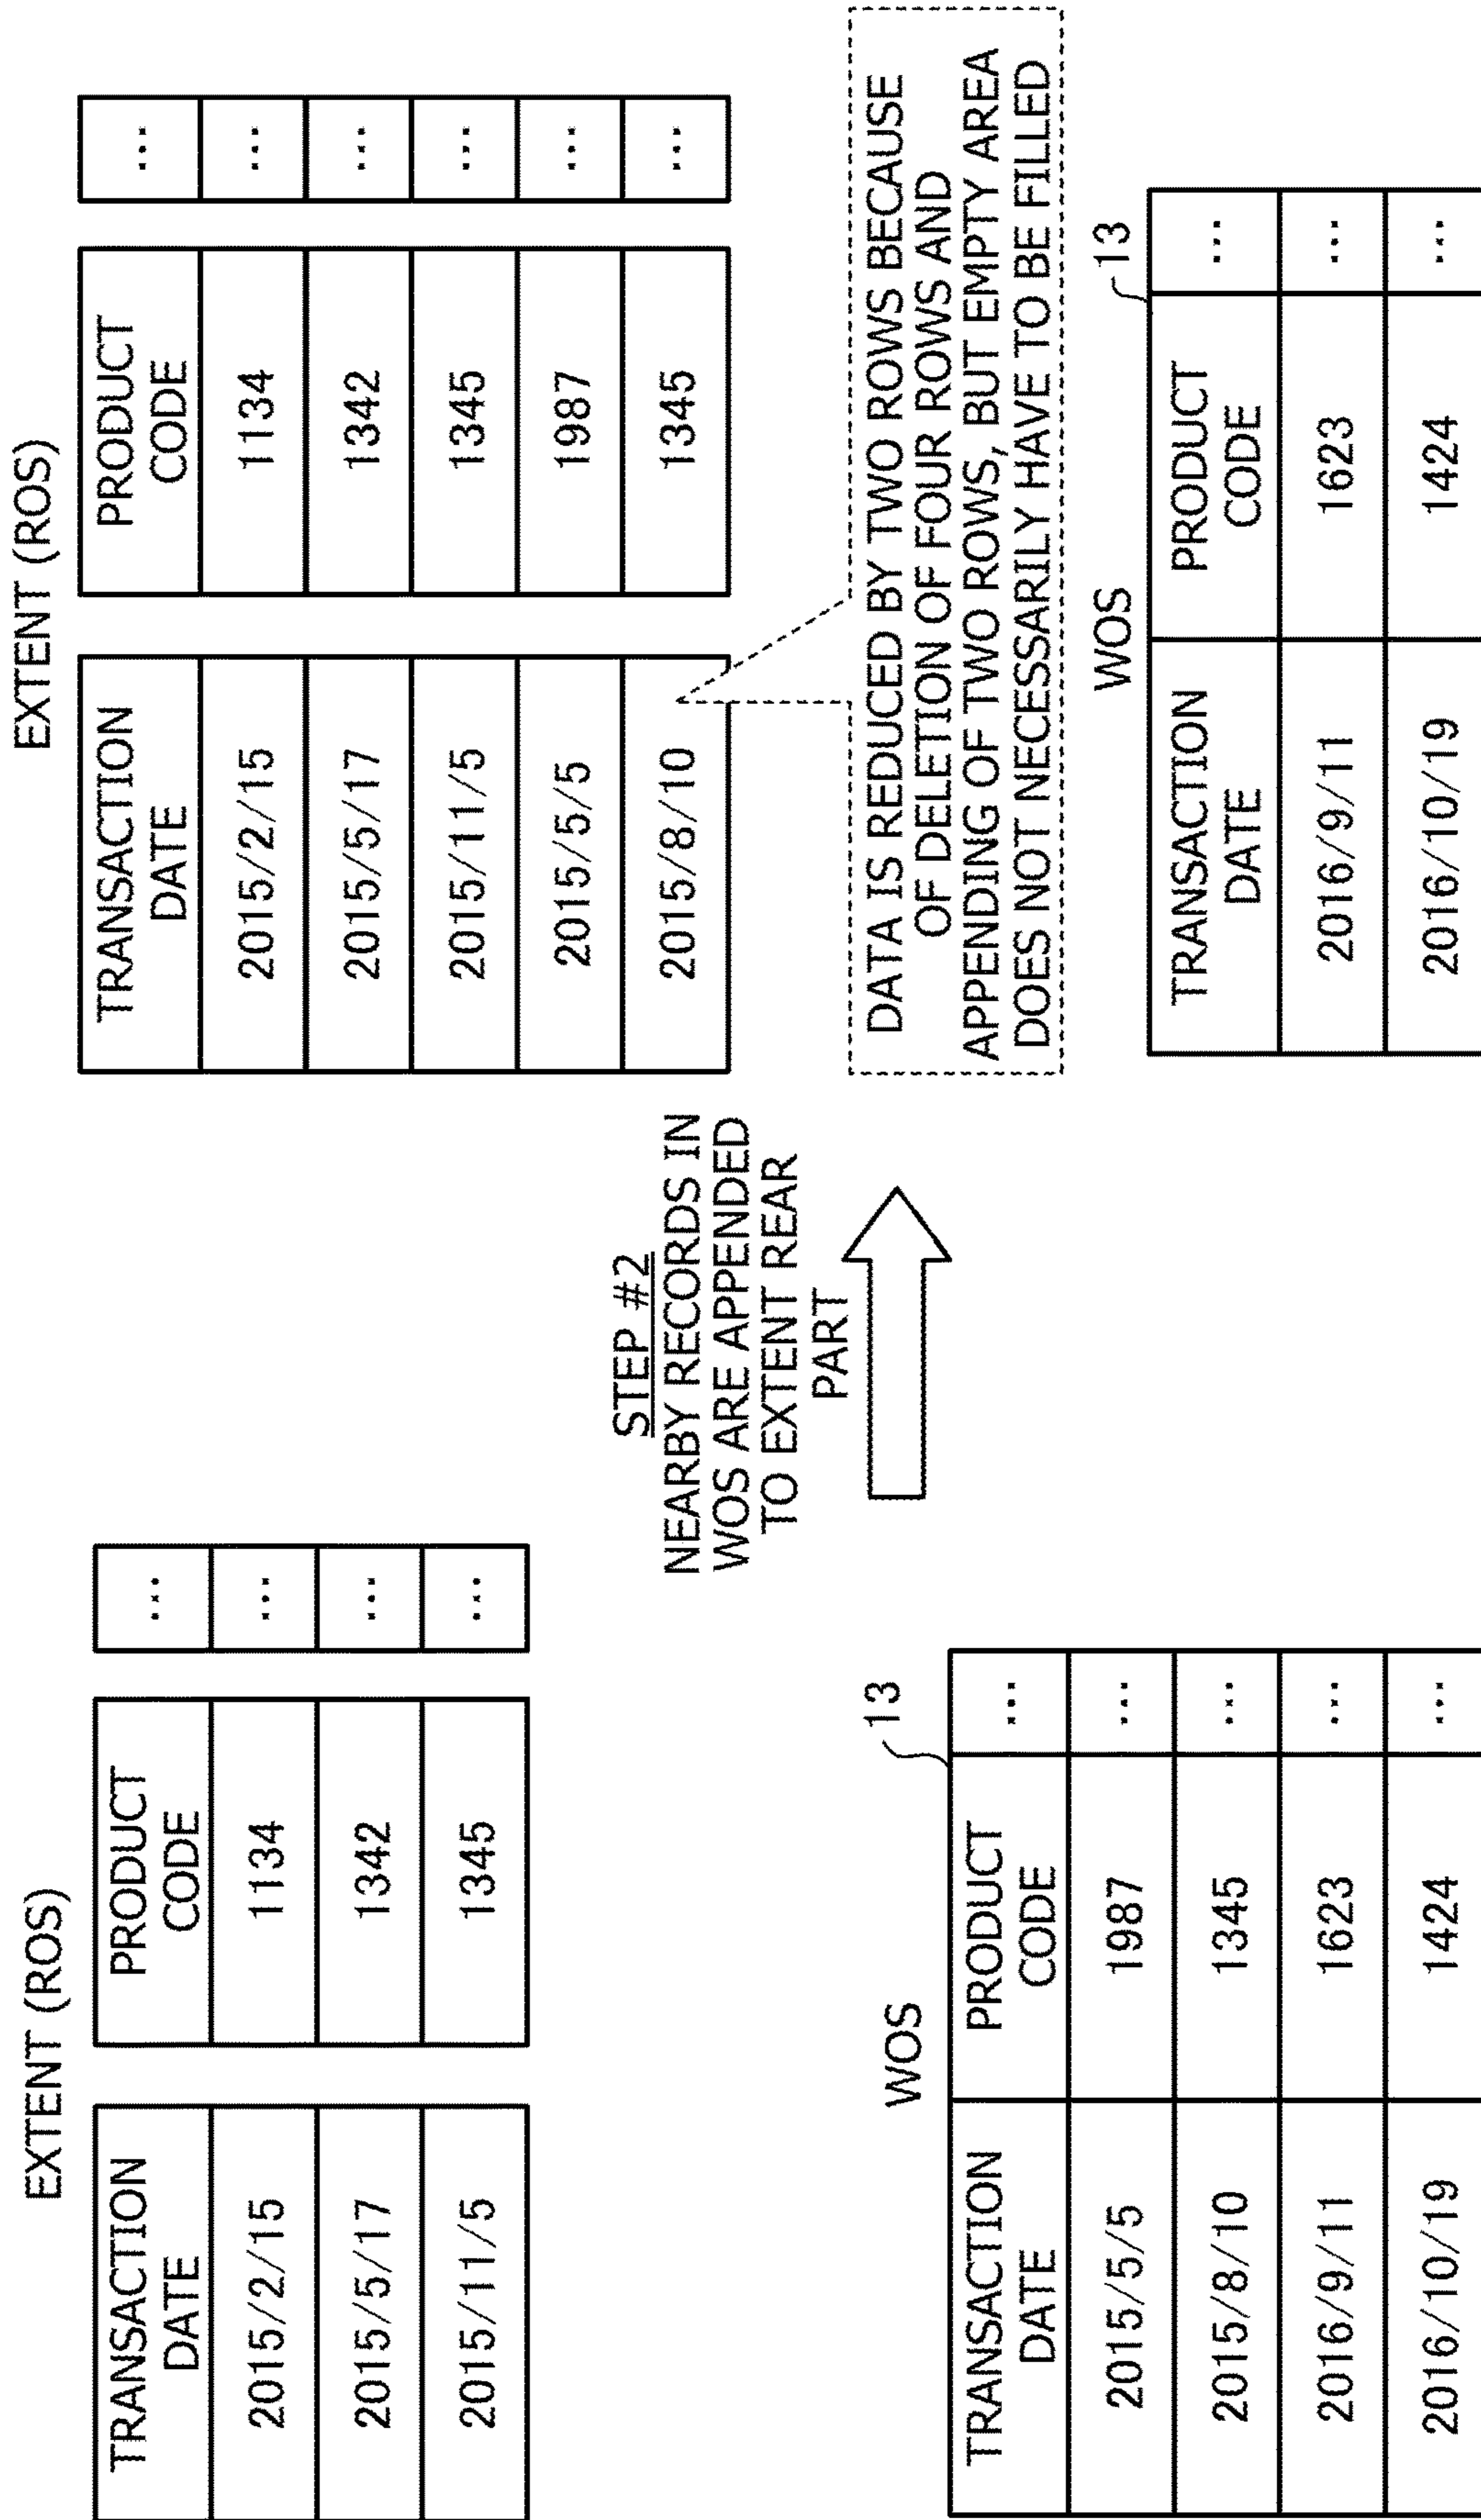 EXTENT (ROS)
TRANSACTION DATE PRODUCT CODE ...
2015/2/15 1134 ...
2015/5/17 1342 ...
2015/11/5 1345 ...
WOS
13
TRANSACTION DATE PRODUCT CODE ...
2015/5/5 1987 ...
2015/8/10 1345 ...
2016/9/11 1623 ...
2016/10/19 1424 ...
STEP #2
NEARBY RECORDS IN
WOS ARE APPENDED
TO EXTENT REAR
PART
EXTENT (ROS)
TRANSACTION DATE PRODUCT CODE ...
2015/2/15 1134 ...
2015/5/17 1342 ...
2015/11/5 1345 ...
2015/5/5 1987 ...
2015/8/10 1345 ...
DATA IS REDUCED BY TWO ROWS BECAUSE
OF DELETION OF FOUR ROWS AND
APPENDING OF TWO ROWS, BUT EMPTY AREA
DOES NOT NECESSARILY HAVE TO BE FILLED
WOS
13
TRANSACTION DATE PRODUCT CODE ...
2016/9/11 1623 ...
2016/10/19 1424 ...